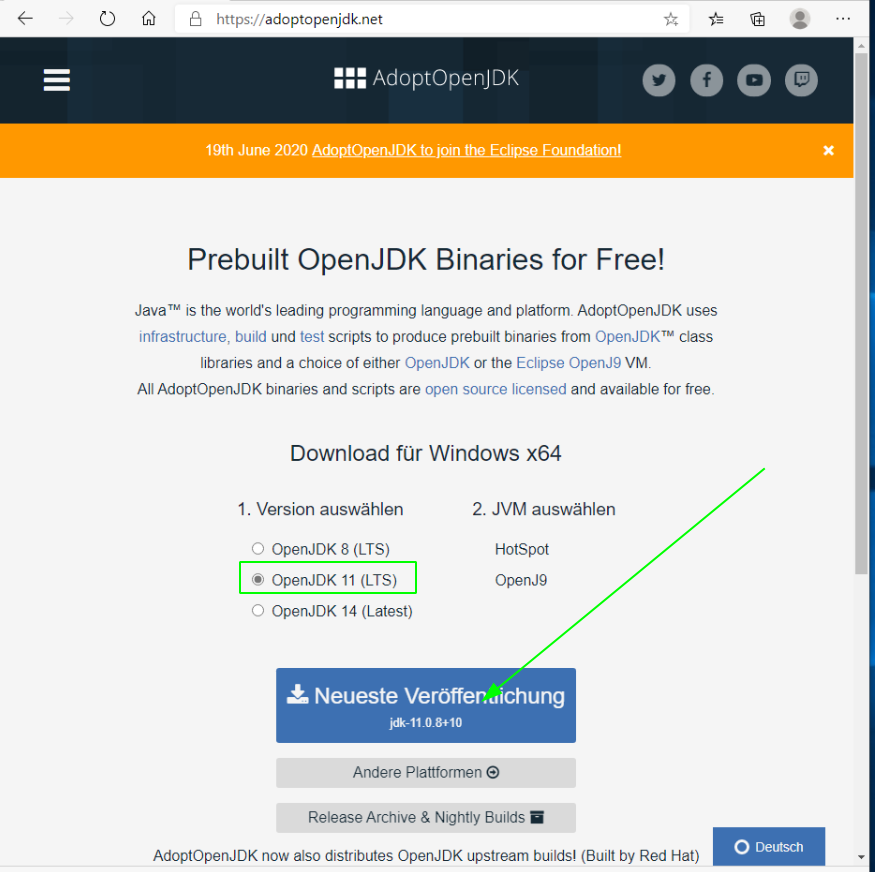 https://adoptopenjdk.net
AdoptOpenJDK
19th June 2020 AdoptOpenJDK to join the Eclipse Foundation!
Prebuilt OpenJDK Binaries for Free!
Java™ is the world's leading programming language and platform. AdoptOpenJDK uses
infrastructure, build und test scripts to produce prebuilt binaries from OpenJDK™ class
libraries and a choice of either OpenJDK or the Eclipse OpenJ9 VM.
All AdoptOpenJDK binaries and scripts are open source licensed and available for free.
Download für Windows x64
1. Version auswählen
OpenJDK 8 (LTS)
OpenJDK 11 (LTS)
OpenJDK 14 (Latest)
2. JVM auswählen
HotSpot
OpenJ9
Neueste Veröffentlichung
jdk-11.0.8+10
Andere Plattformen
Release Archive & Nightly Builds
AdoptOpenJDK now also distributes OpenJDK upstream builds! (Built by Red Hat)
Deutsch